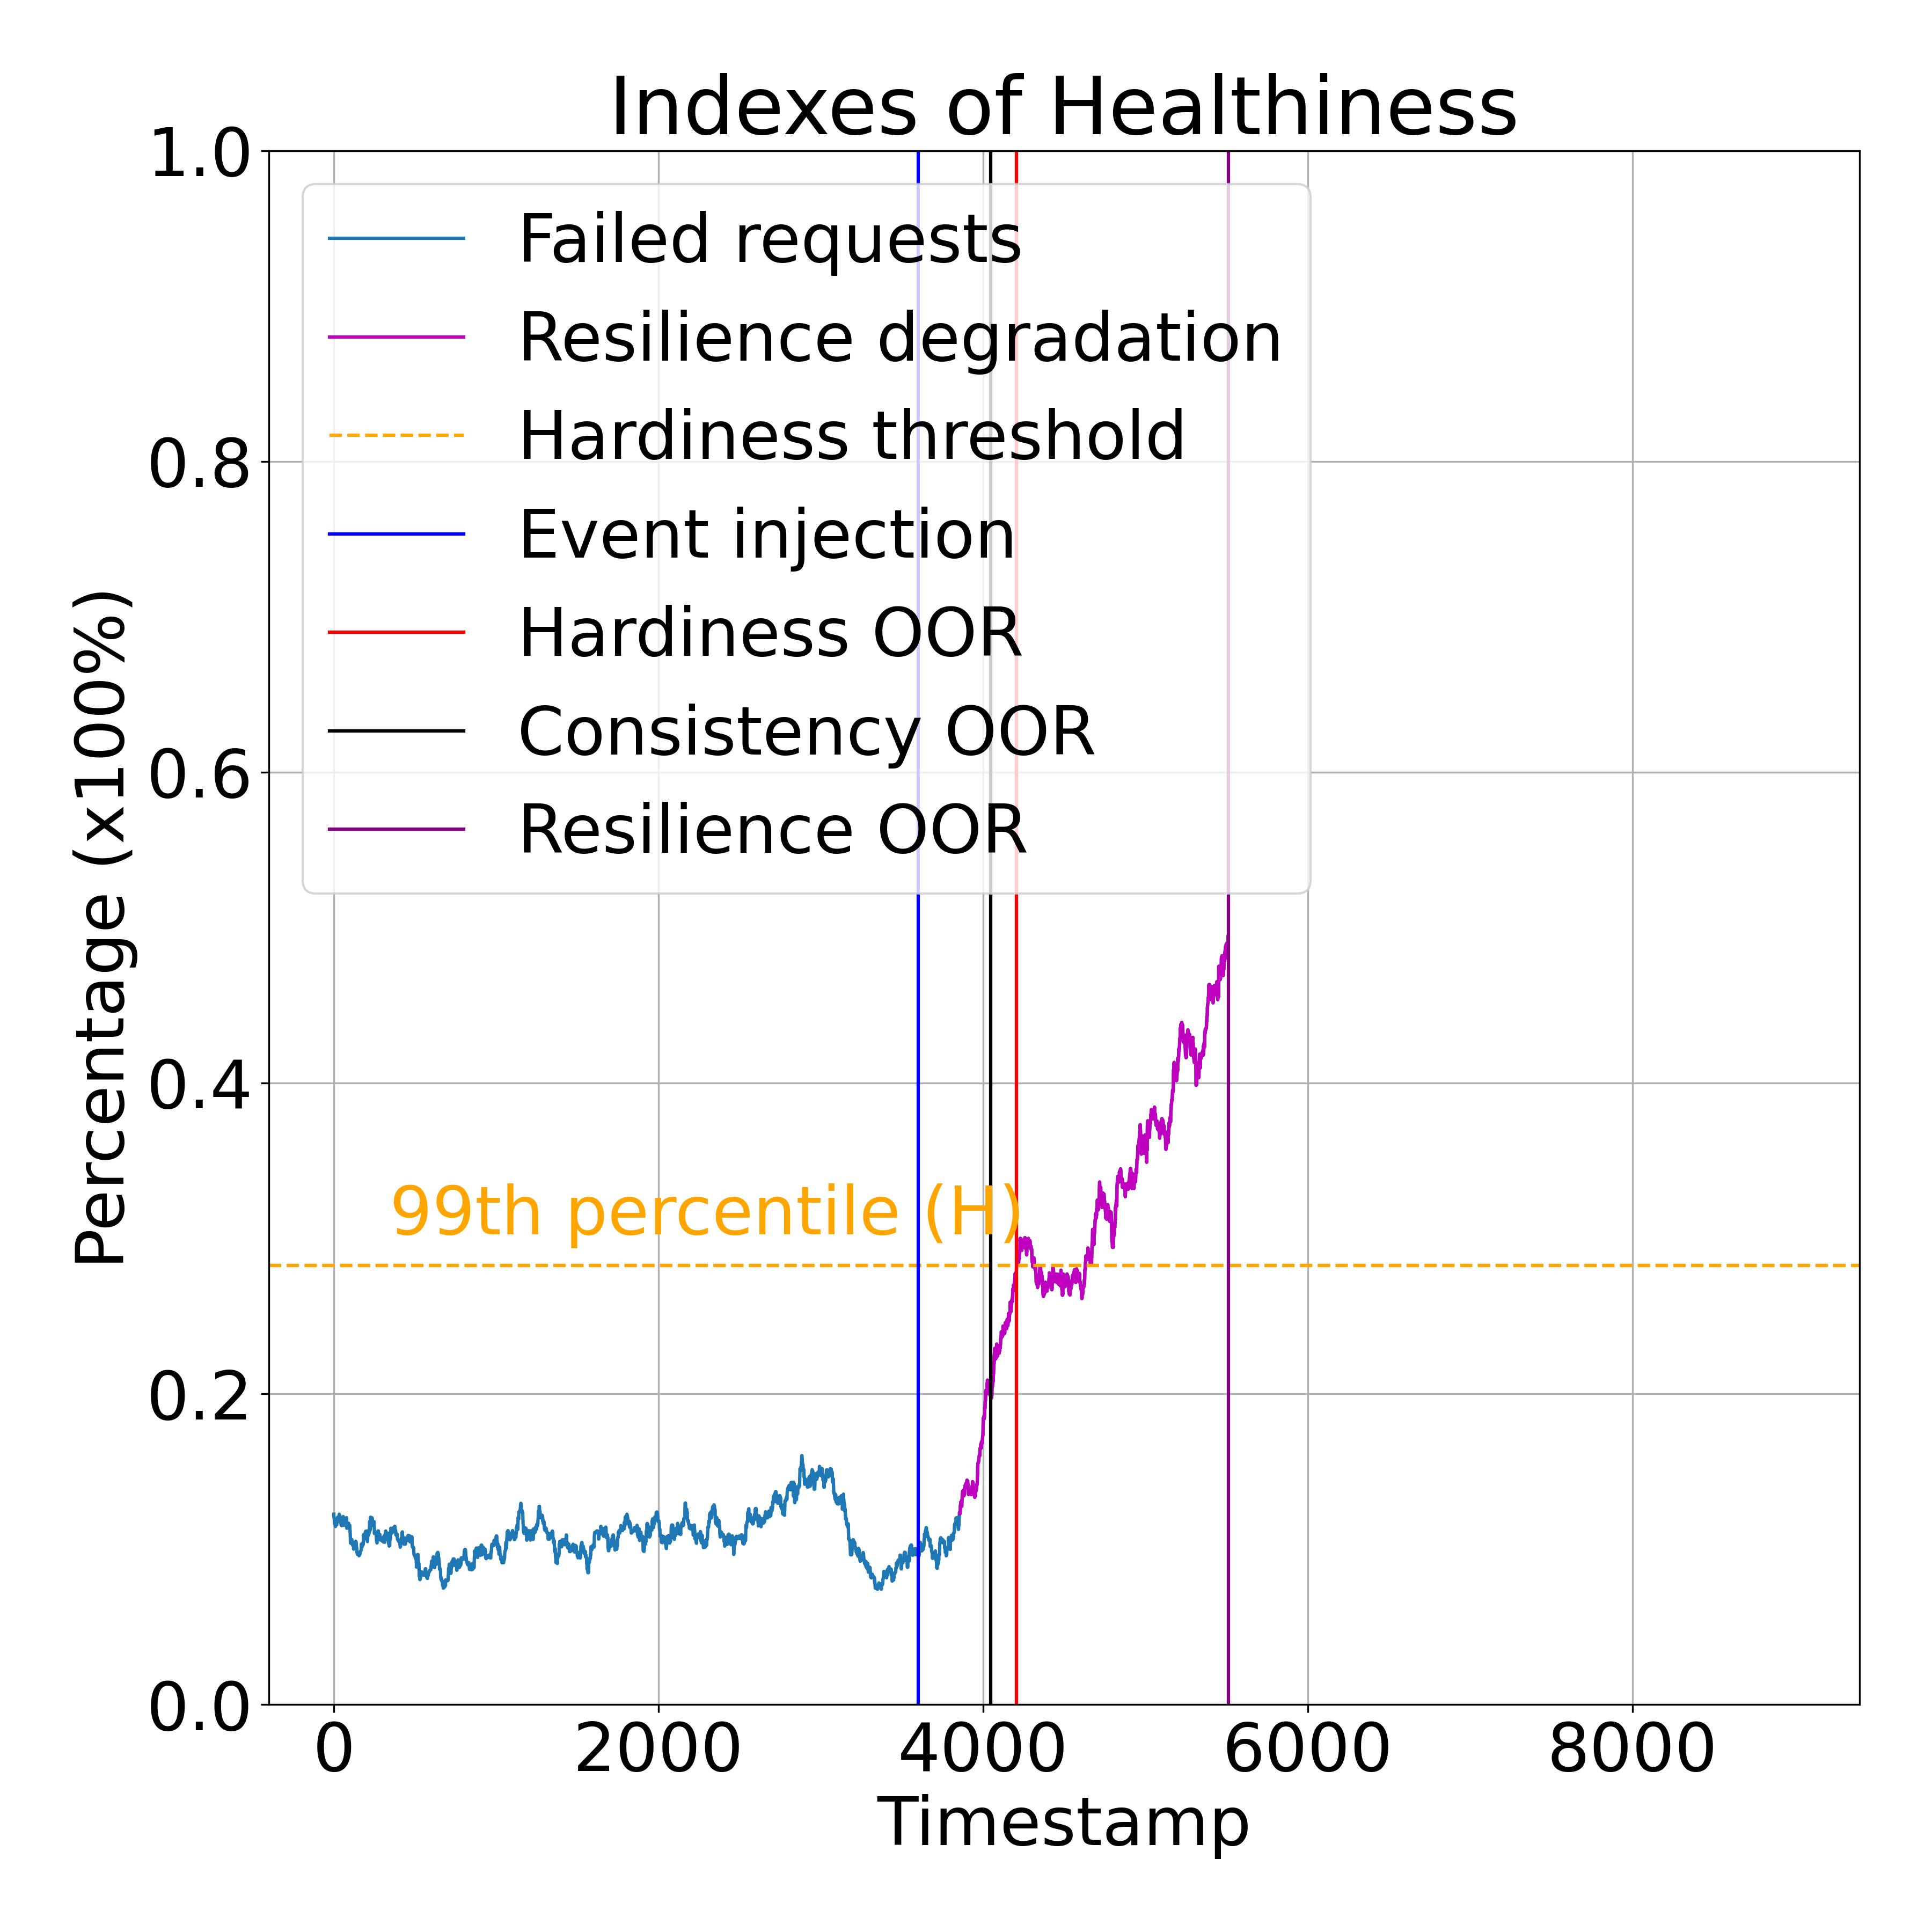 Indexes of Healthiness
Percentage (x100%)
1.0
0.8
0.6
0.4
0.2
0.0
Failed requests
Resilience degradation
Hardiness threshold
Event injection
Hardiness OOR
Consistency OOR
Resilience OOR
99th percentile (H)
0 2000 4000 6000 8000
Timestamp